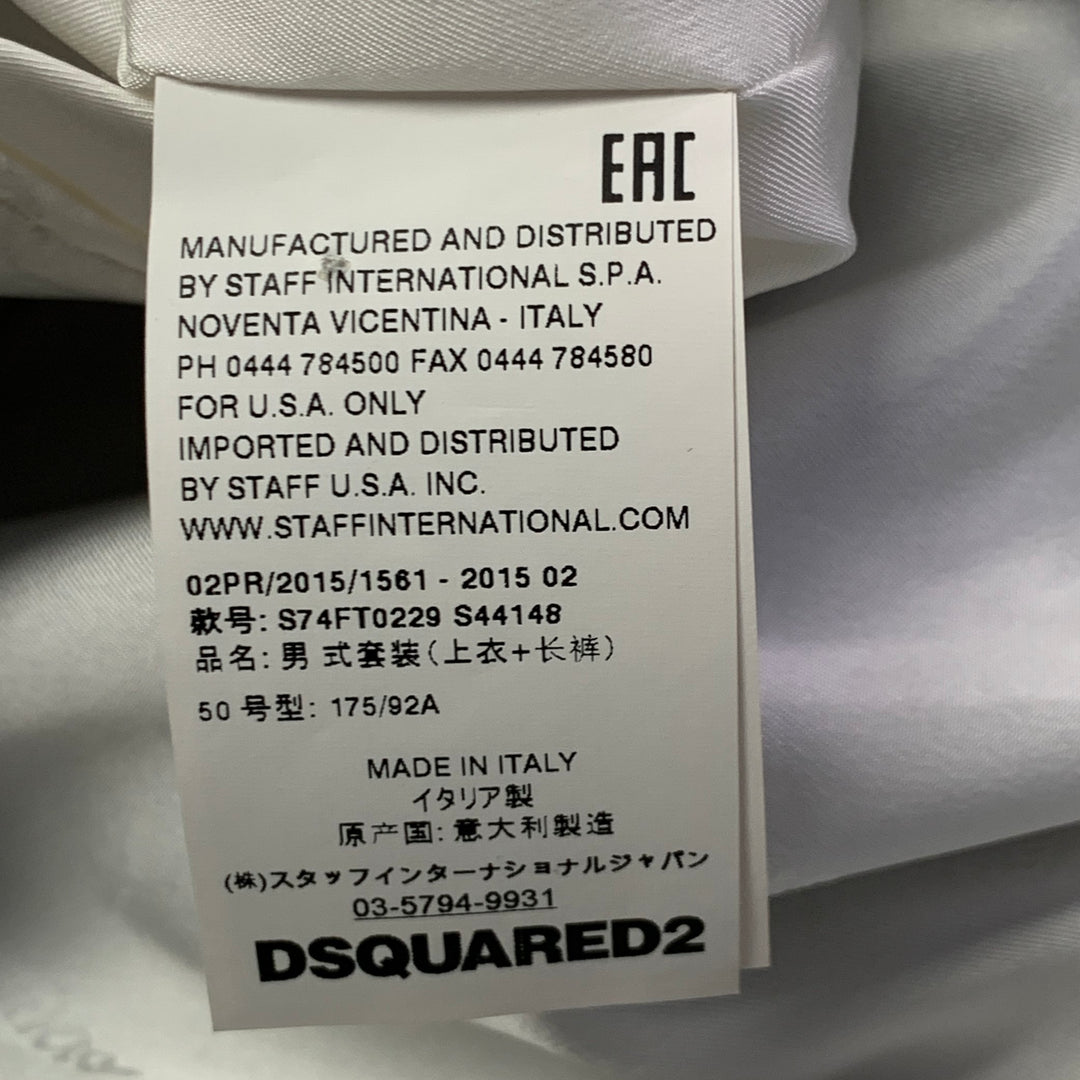 EAC
MANUFACTURED AND DISTRIBUTED
BY STAFF INTERNATIONAL S.P.A.
NOVENTA VICENTINA - ITALY
PH 0444 784500 FAX 0444 784580
FOR U.S.A. ONLY
IMPORTED AND DISTRIBUTED
BY STAFF U.S.A. INC.
WWW.STAFFINTERNATIONAL.COM
02PR/2015/1561 - 2015 02
款号: S74FT0229 S44148
品名: 男 式套装(上衣+长裤)
50 号型: 175/92A
MADE IN ITALY
イタリア製
原产国: 意大利製造
(株)スタッフインターナショナルジャパン
03-5794-9931
DSQUARED2